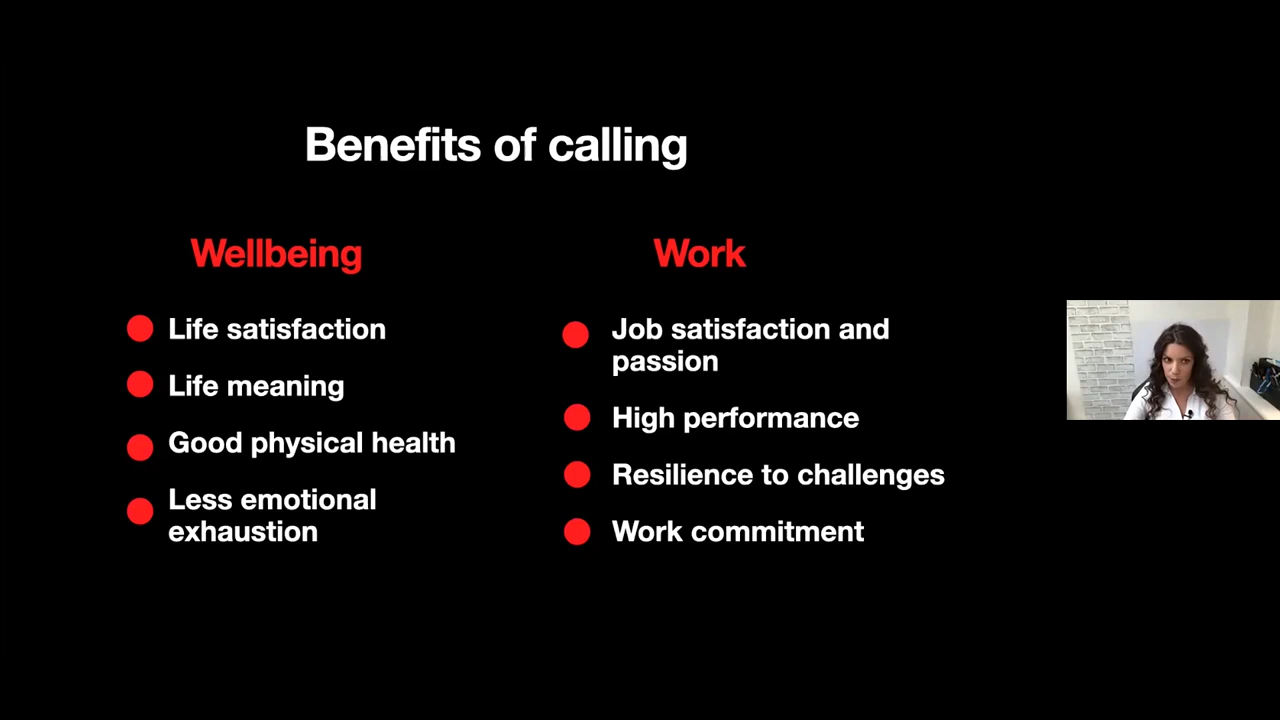 Benefits of calling
Wellbeing
Life satisfaction
Life meaning
Good physical health
Less emotional
exhaustion
Work
Job satisfaction and
passion
High performance
Resilience to challenges
Work commitment